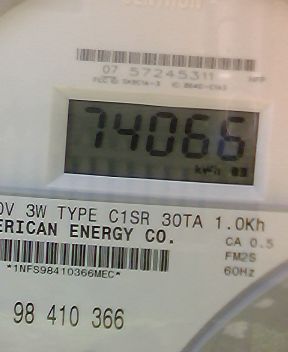 07 57245311
74066
kWh 03
0V 3W TYPE C1SR 30TA 1.0Kh
ERICAN ENERGY CO.
CA 0.5
FM2S
*1NFS98410366MEC*
60Hz
98 410 366